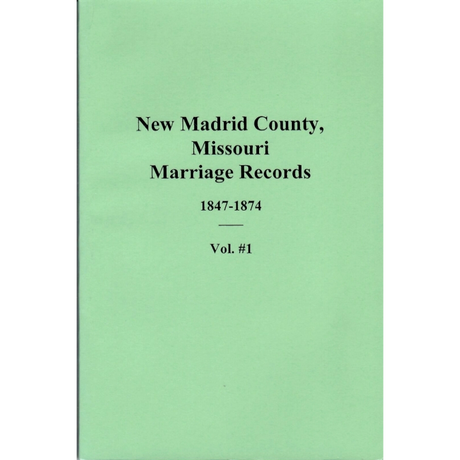 New Madrid County,
Missouri
Marriage Records
1847-1874
Vol. #1